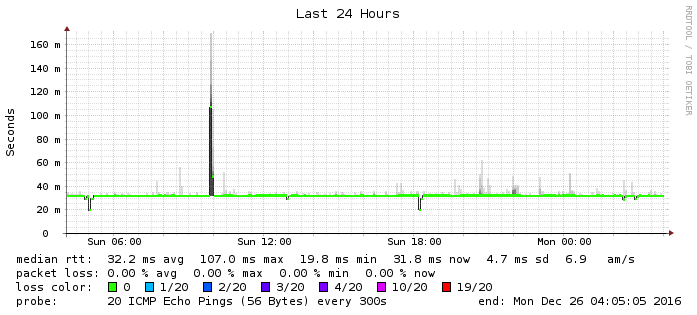 Last 24 Hours
RRDTOOL / TOBI OETIKER
Seconds
160 m
140 m
120 m
100 m
80 m
60 m
40 m
20 m
0
Sun 06:00 Sun 12:00 Sun 18:00 Mon 00:00
median rtt: 32.2 ms avg 107.0 ms max 19.8 ms min 31.8 ms now 4.7 ms sd 6.9 am/s
packet loss: 0.00 % avg 0.00 % max 0.00 % min 0.00 % now
loss color: 0 1/20 2/20 3/20 4/20 10/20 19/20
probe: 20 ICMP Echo Pings (56 Bytes) every 300s end: Mon Dec 26 04:05:05 2016